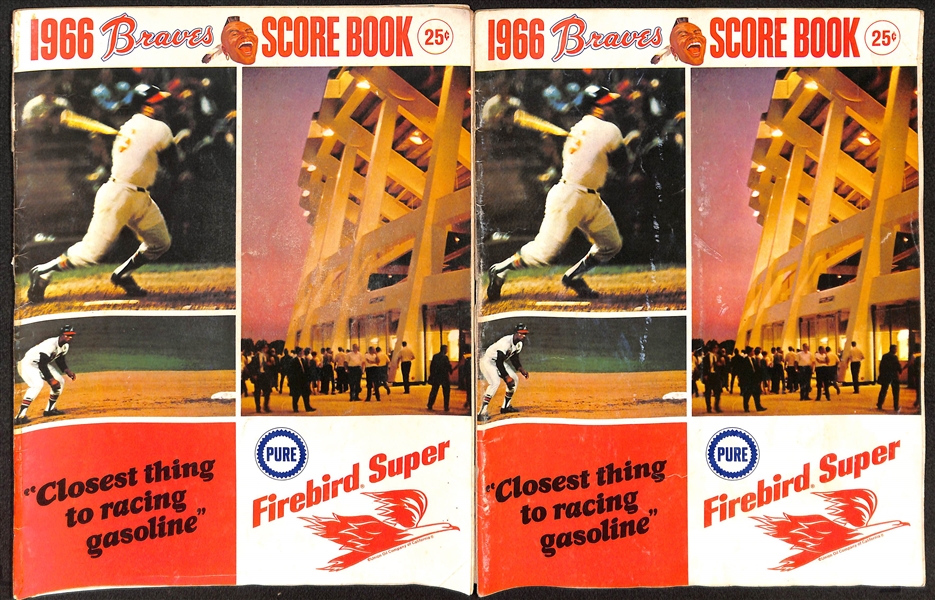 1966 Braves SCORE BOOK 25¢
PURE
Firebird® Super
"Closest thing
to racing
gasoline"
1966 Braves SCORE BOOK 25¢
PURE
Firebird® Super
"Closest thing
to racing
gasoline"